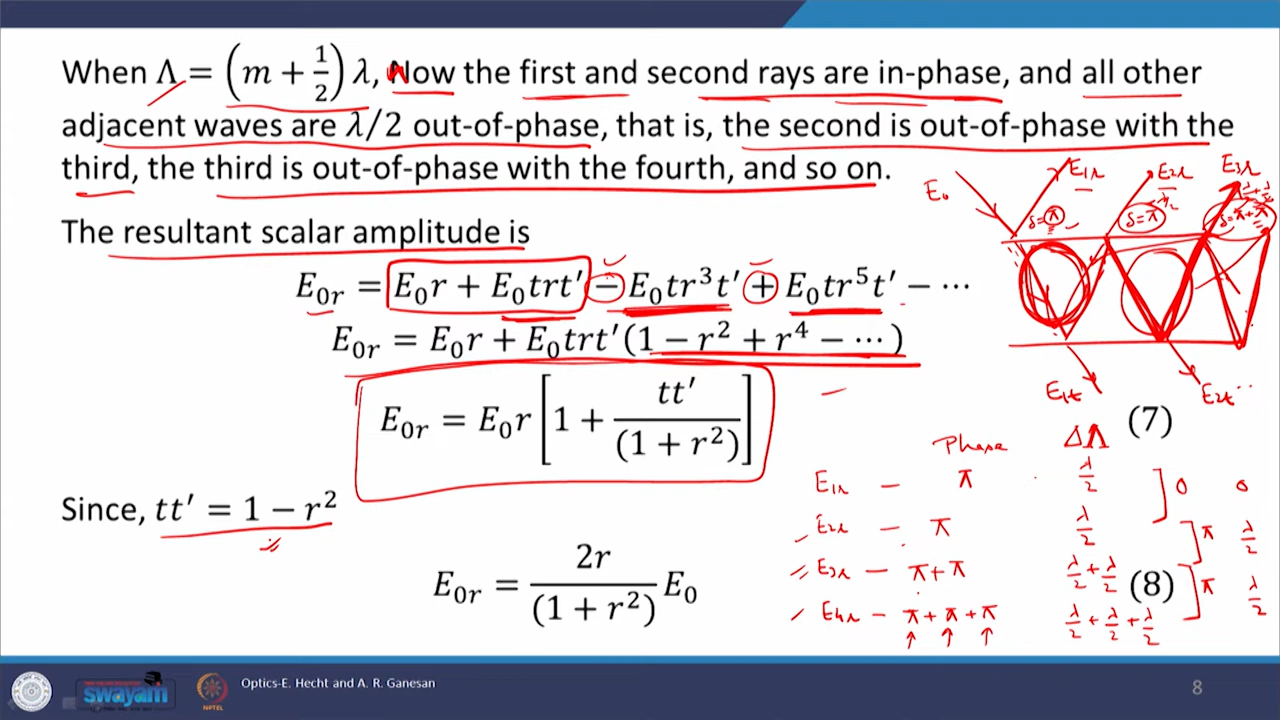 When Λ = (m + 1/2) λ, Now the first and second rays are in-phase, and all other
adjacent waves are λ/2 out-of-phase, that is, the second is out-of-phase with the
third, the third is out-of-phase with the fourth, and so on.
The resultant scalar amplitude is
E₀ᵣ = E₀r + E₀trt′ − E₀tr³t′ + E₀tr⁵t′ − ⋯
E₀ᵣ = E₀r + E₀trt′(1 − r² + r⁴ − ⋯)
E₀ᵣ = E₀r [1 + tt′/(1 + r²)] (7)
Since, tt′ = 1 − r²
E₀ᵣ = 2r/(1 + r²) E₀ (8)
E₀ E₁ᵣ E₂ᵣ E₃ᵣ
δ=π δ=π δ=π+π
E₁ₜ E₂ₜ ..
Phase ΔΛ
E₁ᵣ — π λ/2
0 0
E₂ᵣ — π λ/2
π λ/2
E₃ᵣ — π+π λ/2+λ/2
π λ/2
E₄ᵣ — π+π+π λ/2+λ/2+λ/2
swayam
NPTEL
Optics-E. Hecht and A. R. Ganesan
8